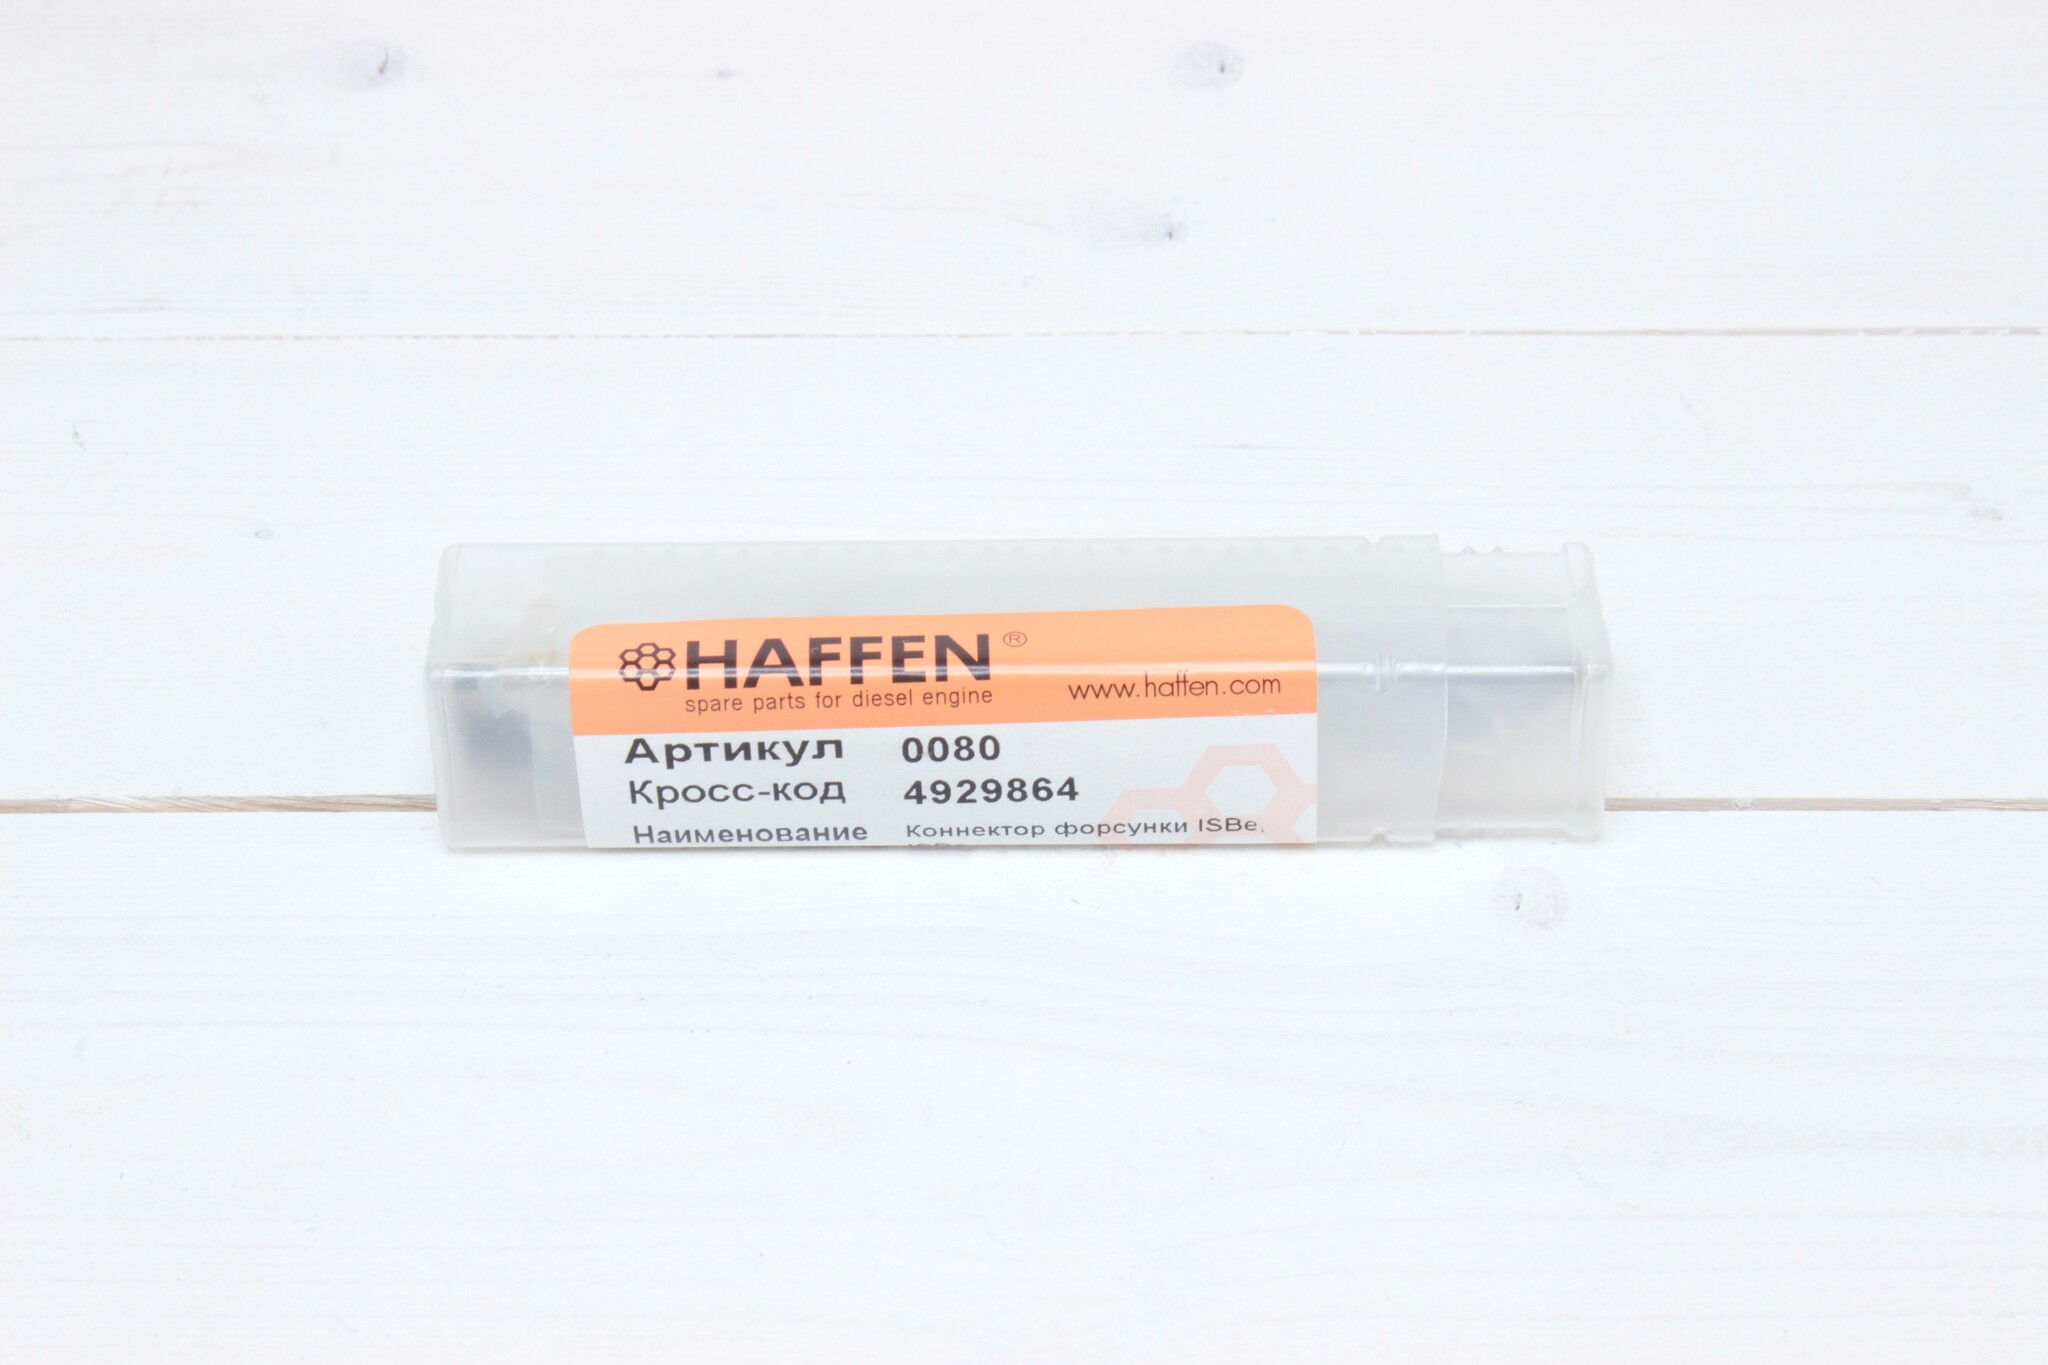 HAFFEN®
spare parts for diesel engine
www.haffen.com
Артикул 0080
Кросс-код 4929864
Наименование Коннектор форсунки ISBe,